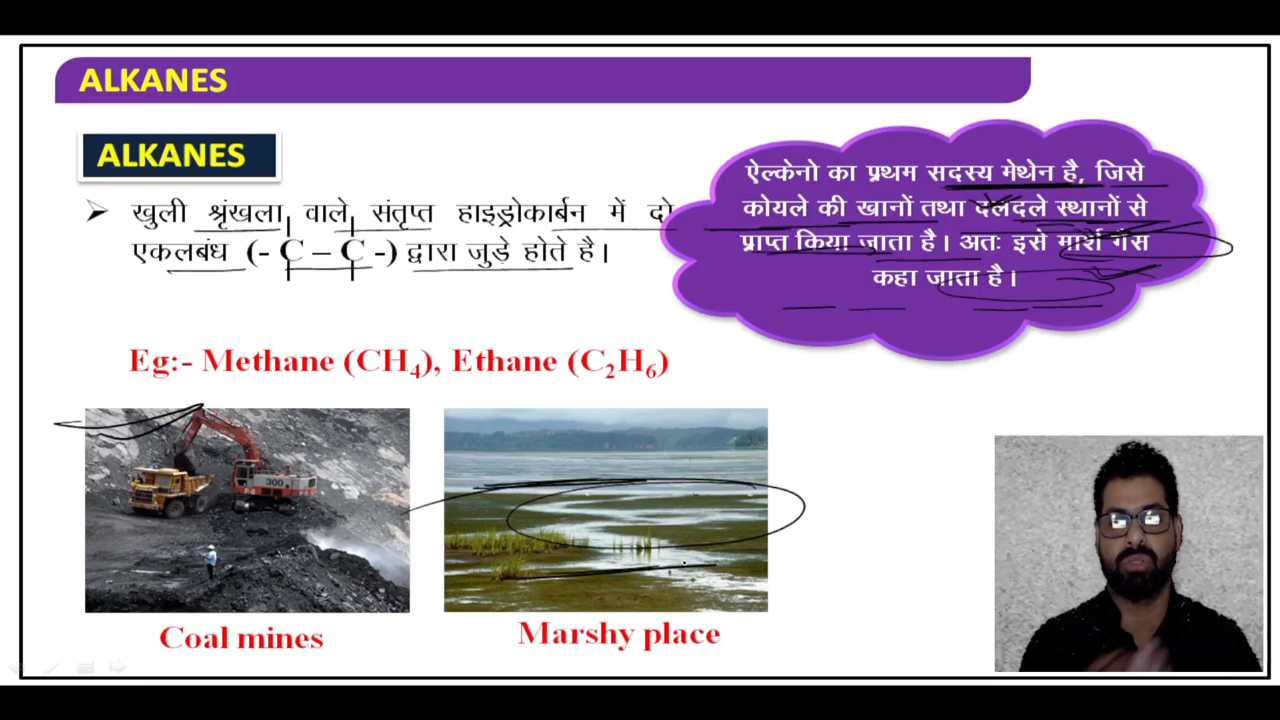 ALKANES
ALKANES
➤ खुली श्रृंखला वाले संतृप्त हाइड्रोकार्बन में दो
एकलबंध (- C – C -) द्वारा जुड़े होते है।
ऐल्केनो का प्रथम सदस्य मेथेन है, जिसे
कोयले की खानों तथा दलदले स्थानों से
प्राप्त किया जाता है। अतः इसे मार्श गैस
कहा जाता है।
Eg:- Methane (CH₄), Ethane (C₂H₆)
300
Coal mines
Marshy place